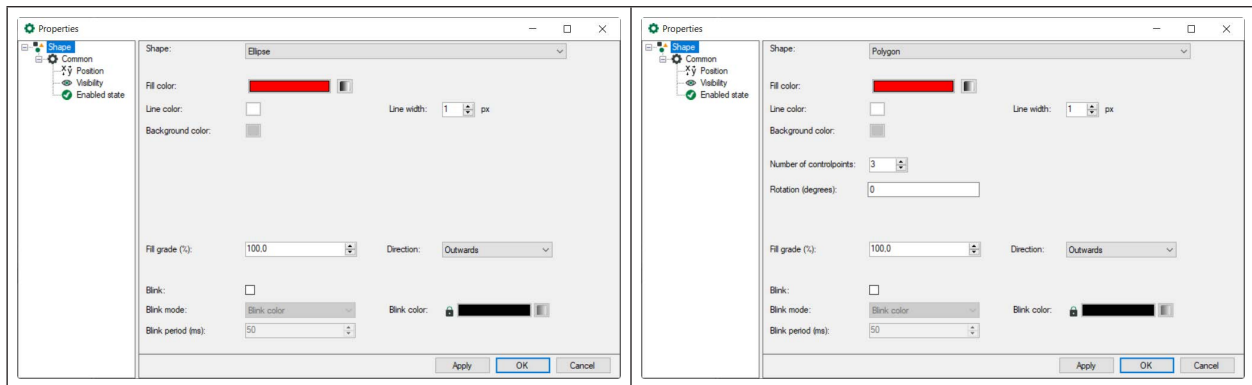 Properties
Shape
Common
Position
Visibility
Enabled state
Shape: Ellipse
Fill color:
Line color: Line width: 1 px
Background color:
Fill grade (%): 100.0 Direction: Outwards
Blink:
Blink mode: Blink color Blink color:
Blink period (ms): 50
Apply OK Cancel
Properties
Shape
Common
Position
Visibility
Enabled state
Shape: Polygon
Fill color:
Line color: Line width: 1 px
Background color:
Number of controlpoints: 3
Rotation (degrees): 0
Fill grade (%): 100.0 Direction: Outwards
Blink:
Blink mode: Blink color Blink color:
Blink period (ms): 50
Apply OK Cancel